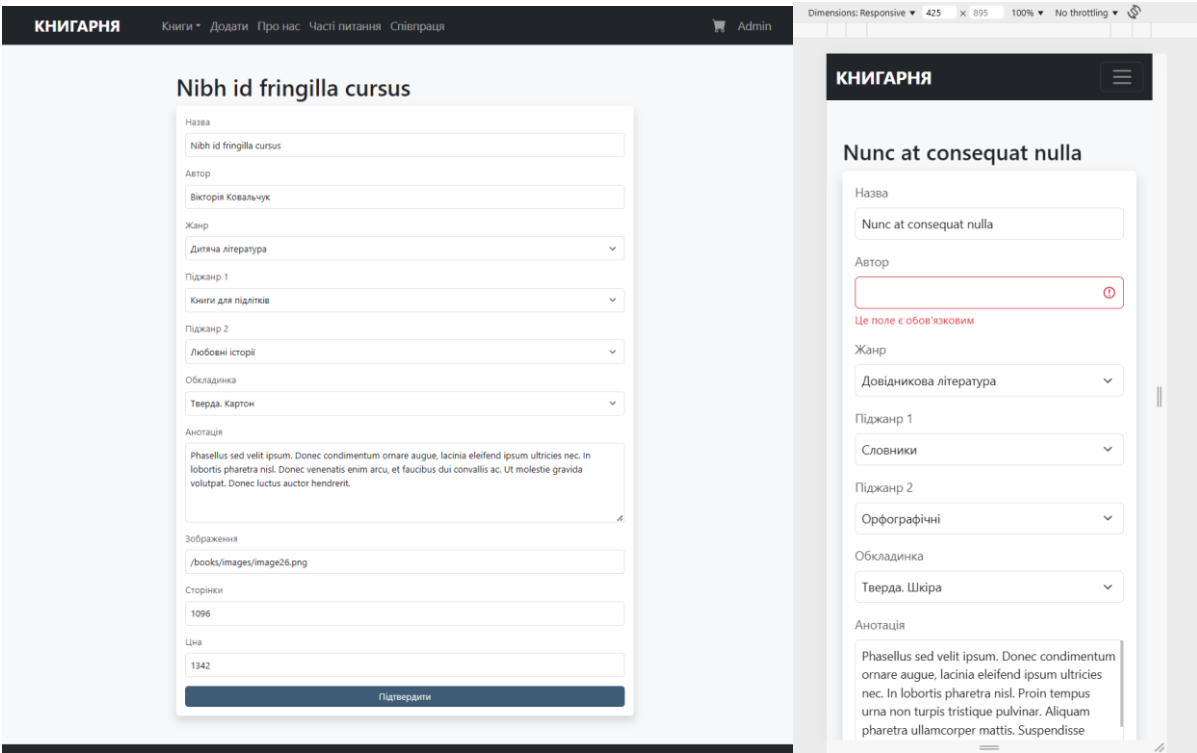 КНИГАРНЯ Книги Додати Про нас Часті питання Співпраця Admin
Nibh id fringilla cursus
Назва
Nibh id fringilla cursus
Автор
Вікторія Ковальчук
Жанр
Дитяча література
Піджанр 1
Книги для підлітків
Піджанр 2
Любовні історії
Обкладинка
Тверда. Картон
Анотація
Phasellus sed velit ipsum. Donec condimentum ornare augue, lacinia eleifend ipsum ultricies nec. In
lobortis pharetra nisl. Donec venenatis enim arcu, et faucibus dui convallis ac. Ut molestie gravida
volutpat. Donec luctus auctor hendrerit.
Зображення
/books/images/image26.png
Сторінки
1096
Ціна
1342
Підтвердити
Dimensions: Responsive 425 × 895 100% No throttling
КНИГАРНЯ
Nunc at consequat nulla
Назва
Nunc at consequat nulla
Автор
Це поле є обов'язковим
Жанр
Довідникова література
Піджанр 1
Словники
Піджанр 2
Орфографічні
Обкладинка
Тверда. Шкіра
Анотація
Phasellus sed velit ipsum. Donec condimentum
ornare augue, lacinia eleifend ipsum ultricies
nec. In lobortis pharetra nisl. Proin tempus
urna non turpis tristique pulvinar. Aliquam
pharetra ullamcorper mattis. Suspendisse